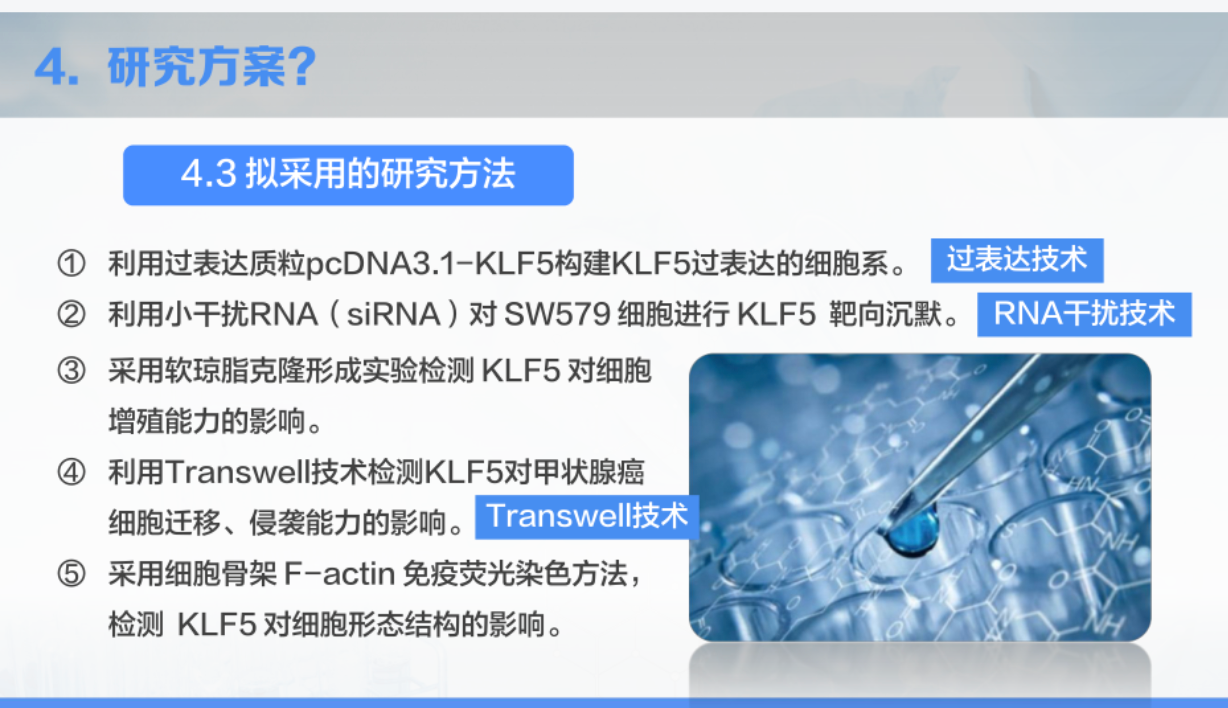 4. 研究方案?
4.3 拟采用的研究方法
① 利用过表达质粒pcDNA3.1-KLF5构建KLF5过表达的细胞系。 过表达技术
② 利用小干扰RNA（siRNA）对 SW579 细胞进行 KLF5 靶向沉默。 RNA干扰技术
③ 采用软琼脂克隆形成实验检测 KLF5 对细胞
增殖能力的影响。
④ 利用Transwell技术检测KLF5对甲状腺癌
细胞迁移、侵袭能力的影响。 Transwell技术
⑤ 采用细胞骨架 F-actin 免疫荧光染色方法，
检测 KLF5 对细胞形态结构的影响。
HN
O
S
NH
O
O
NH